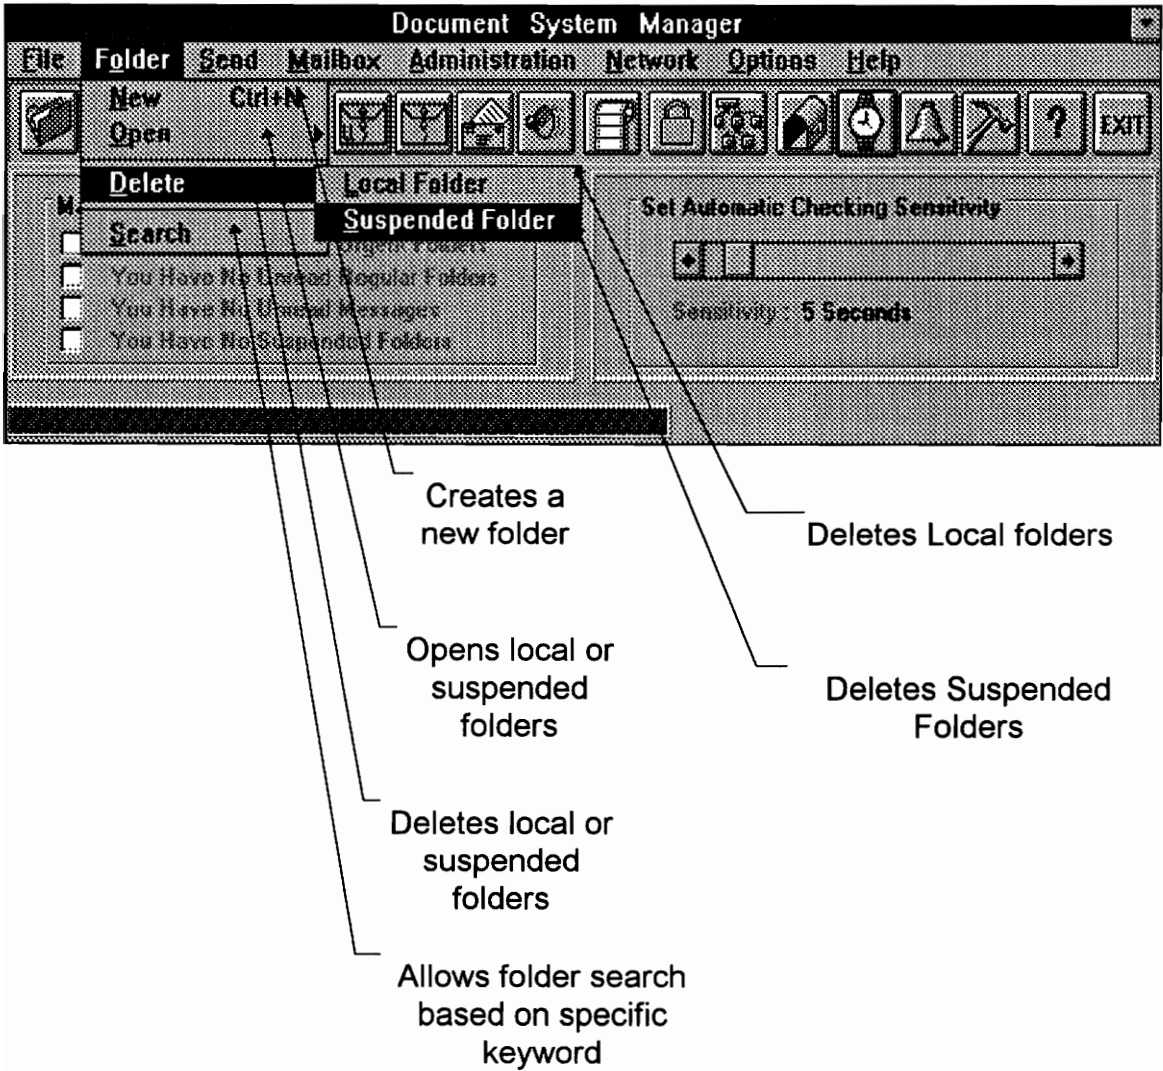 Document System Manager
File Folder Send Mailbox Administration Network Options Help
New Ctrl+N
Open
? EXIT
Delete
Local Folder
Suspended Folder
Search
Set Automatic Checking Sensitivity
Urgent Folders
You Have No Unread Regular Folders
You Have No Unread Messages
You Have No Suspended Folders
Sensitivity : 5 Seconds
Creates a
new folder
Deletes Local folders
Opens local or
suspended
folders
Deletes Suspended
Folders
Deletes local or
suspended
folders
Allows folder search
based on specific
keyword